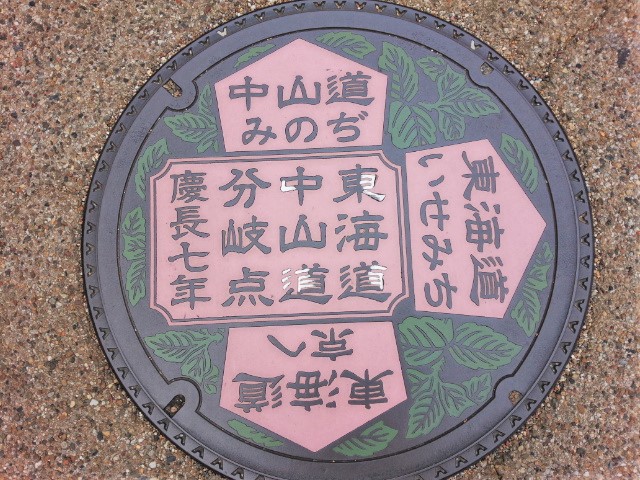 中山道
みのぢ
東海道
中山道
分岐点
慶長七年
東海道
いせみち
東海道
京へ